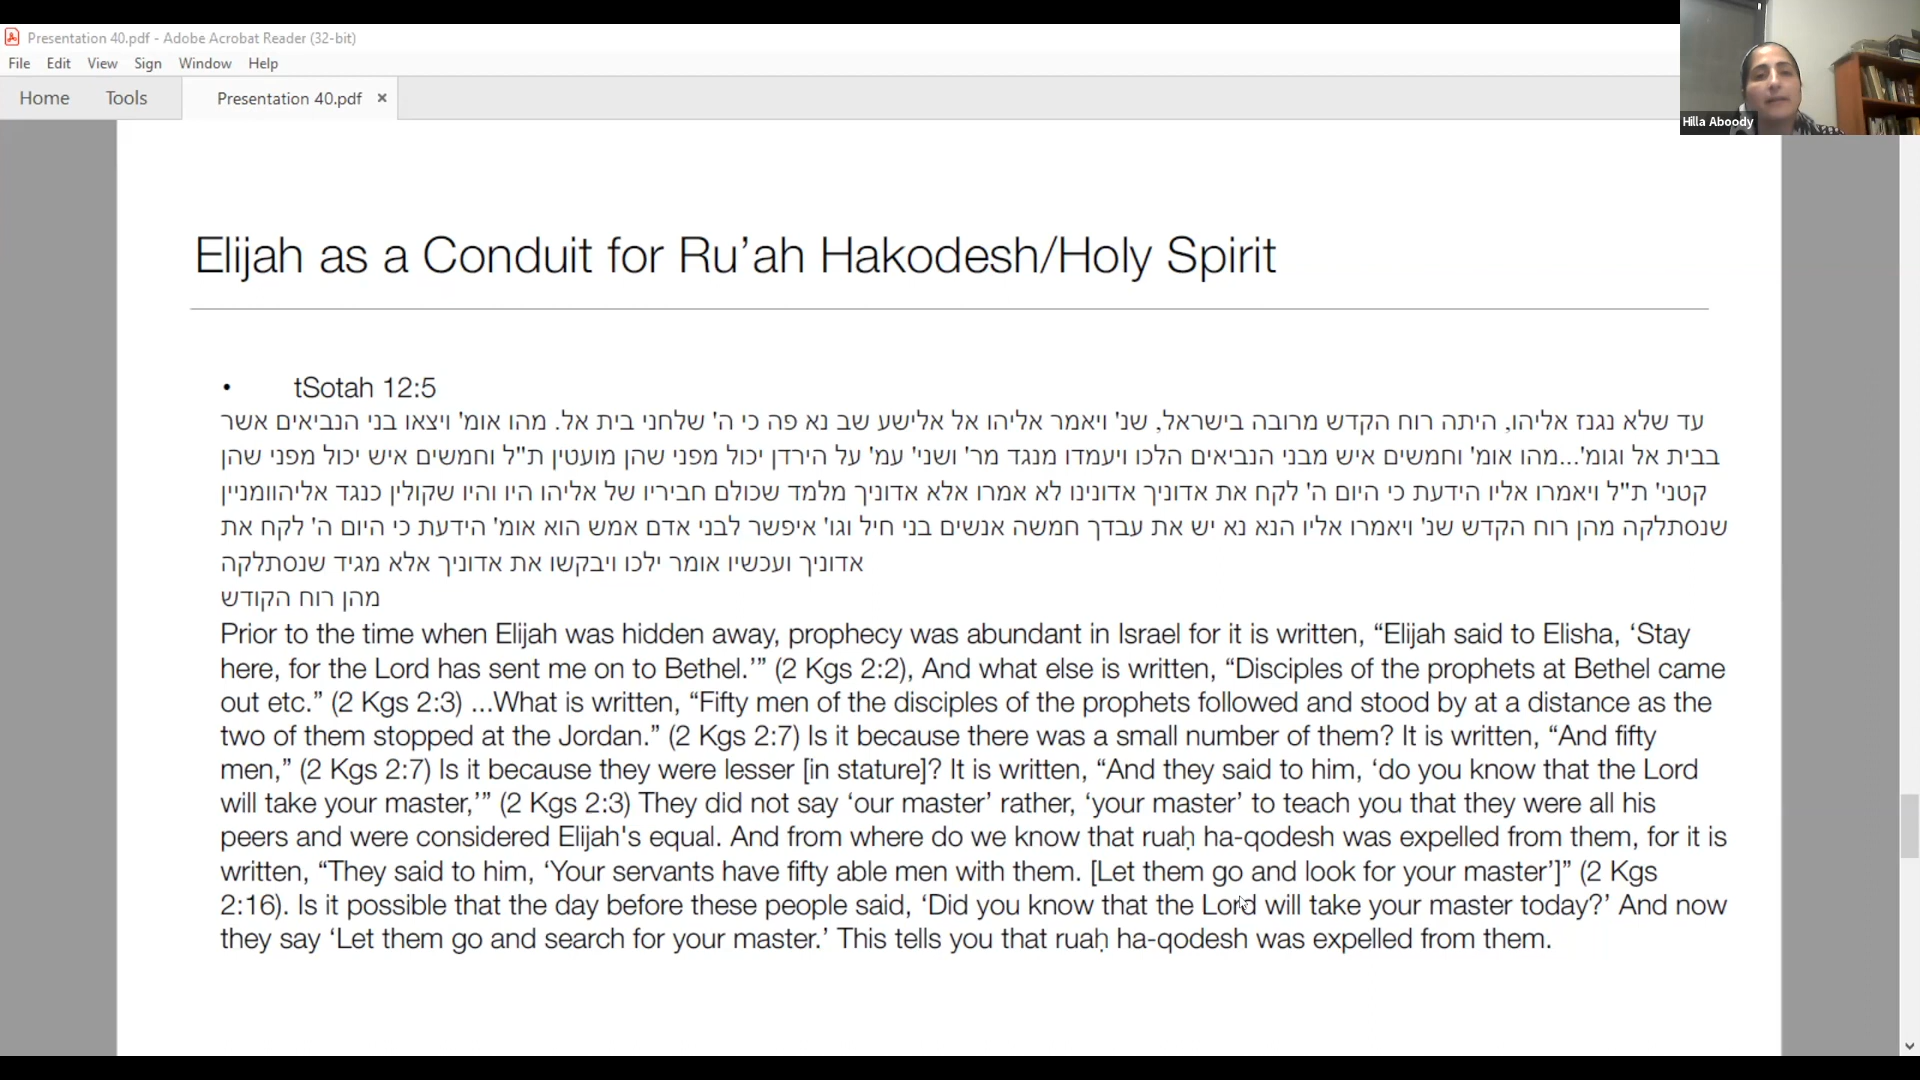 Presentation 40.pdf - Adobe Acrobat Reader (32-bit)
File Edit View Sign Window Help
Home Tools Presentation 40.pdf ×
Hilla Aboody
Elijah as a Conduit for Ru’ah Hakodesh/Holy Spirit
• tSotah 12:5
עד שלא נגנז אליהו, היתה רוח הקדש מרובה בישראל, שנ' ויאמר אליהו אל אלישע שב נא פה כי ה' שלחני בית אל. מהו אומ' ויצאו בני הנביאים אשר
בבית אל וגומ'...מהו אומ' וחמשים איש מבני הנביאים הלכו ויעמדו מנגד מר' ושני' עמ' על הירדן יכול מפני שהן מועטין ת"ל וחמשים איש יכול מפני שהן
קטני' ת"ל ויאמרו אליו הידעת כי היום ה' לקח את אדוניך אדונינו לא אמרו אלא אדוניך מלמד שכולם חביריו של אליהו היו והיו שקולין כנגד אליהוומניין
שנסתלקה מהן רוח הקדש שנ' ויאמרו אליו הנא נא יש את עבדך חמשה אנשים בני חיל וגו' איפשר לבני אדם אמש הוא אומ' הידעת כי היום ה' לקח את
אדוניך ועכשיו אומר ילכו ויבקשו את אדוניך אלא מגיד שנסתלקה
מהן רוח הקודש
Prior to the time when Elijah was hidden away, prophecy was abundant in Israel for it is written, “Elijah said to Elisha, ‘Stay
here, for the Lord has sent me on to Bethel.’” (2 Kgs 2:2), And what else is written, “Disciples of the prophets at Bethel came
out etc.” (2 Kgs 2:3) ...What is written, “Fifty men of the disciples of the prophets followed and stood by at a distance as the
two of them stopped at the Jordan.” (2 Kgs 2:7) Is it because there was a small number of them? It is written, “And fifty
men,” (2 Kgs 2:7) Is it because they were lesser [in stature]? It is written, “And they said to him, ‘do you know that the Lord
will take your master,’” (2 Kgs 2:3) They did not say ‘our master’ rather, ‘your master’ to teach you that they were all his
peers and were considered Elijah's equal. And from where do we know that ruaḥ ha-qodesh was expelled from them, for it is
written, “They said to him, ‘Your servants have fifty able men with them. [Let them go and look for your master’]” (2 Kgs
2:16). Is it possible that the day before these people said, ‘Did you know that the Lord will take your master today?’ And now
they say ‘Let them go and search for your master.’ This tells you that ruaḥ ha-qodesh was expelled from them.